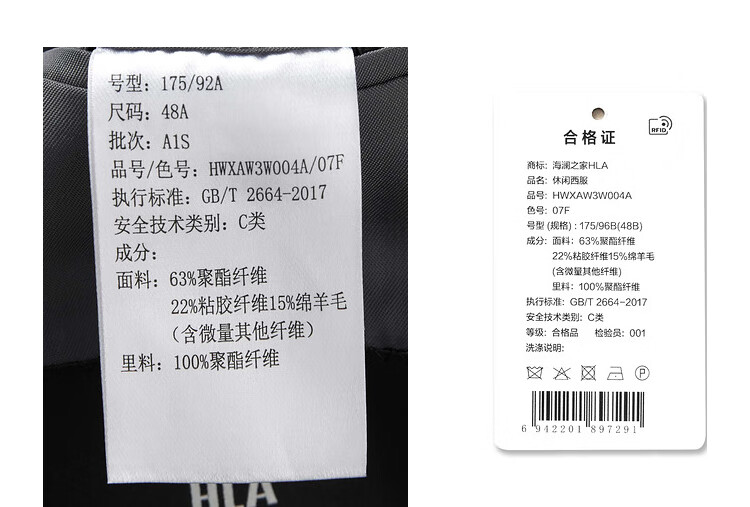 号型：175/92A
尺码：48A
批次：A1S
品号/色号：HWXAW3W004A/07F
执行标准：GB/T 2664-2017
安全技术类别：C类
成分：
面料：63%聚酯纤维
22%粘胶纤维15%绵羊毛
（含微量其他纤维）
里料：100%聚酯纤维
HLA
RFID
合格证
商标：海澜之家HLA
品名：休闲西服
品号：HWXAW3W004A
色号：07F
号型(规格)：175/96B(48B)
成分：面料：63%聚酯纤维
22%粘胶纤维15%绵羊毛
(含微量其他纤维)
里料：100%聚酯纤维
执行标准：GB/T 2664-2017
安全技术类别：C类
等级：合格品 检验员：001
洗涤说明：
P
6 942201 897291